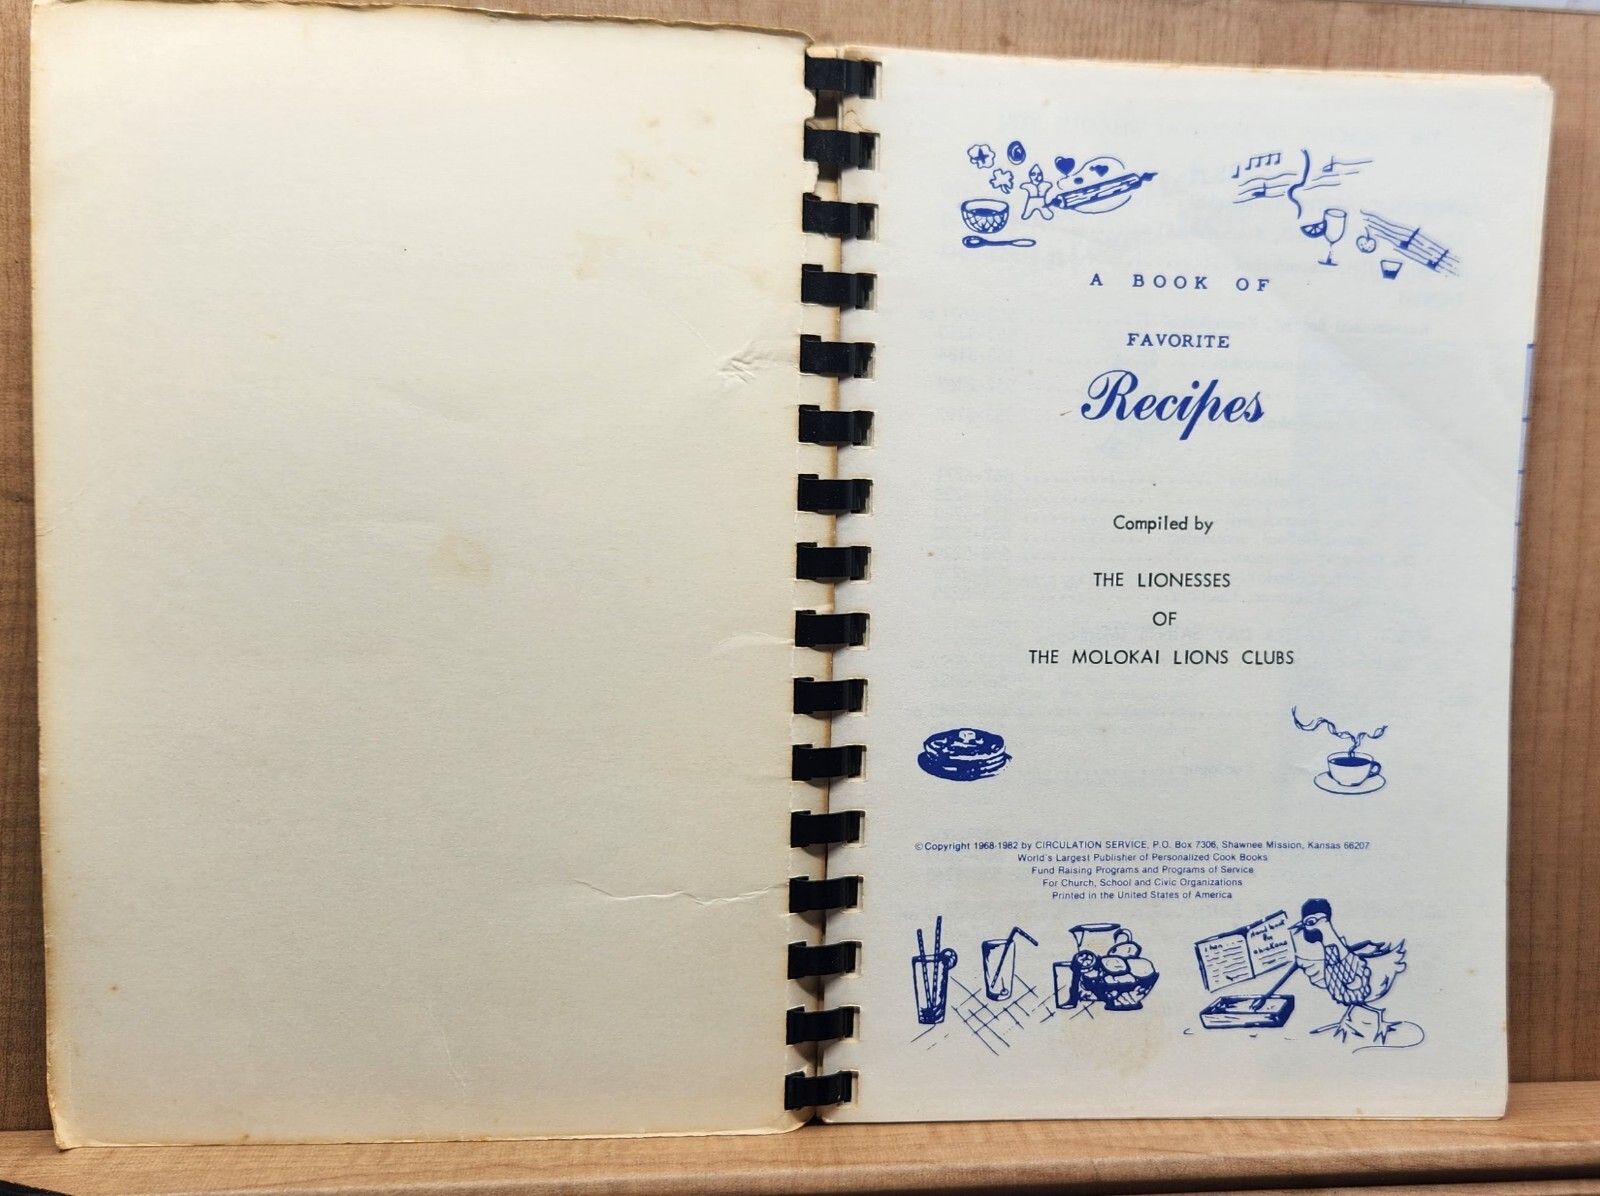 A BOOK OF
FAVORITE
Recipes
Compiled by
THE LIONESSES
OF
THE MOLOKAI LIONS CLUBS
©Copyright 1968-1982 by CIRCULATION SERVICE, P.O. Box 7306, Shawnee Mission, Kansas 66207
World's Largest Publisher of Personalized Cook Books
Fund Raising Programs and Programs of Service
For Church, School and Civic Organizations
Printed in the United States of America